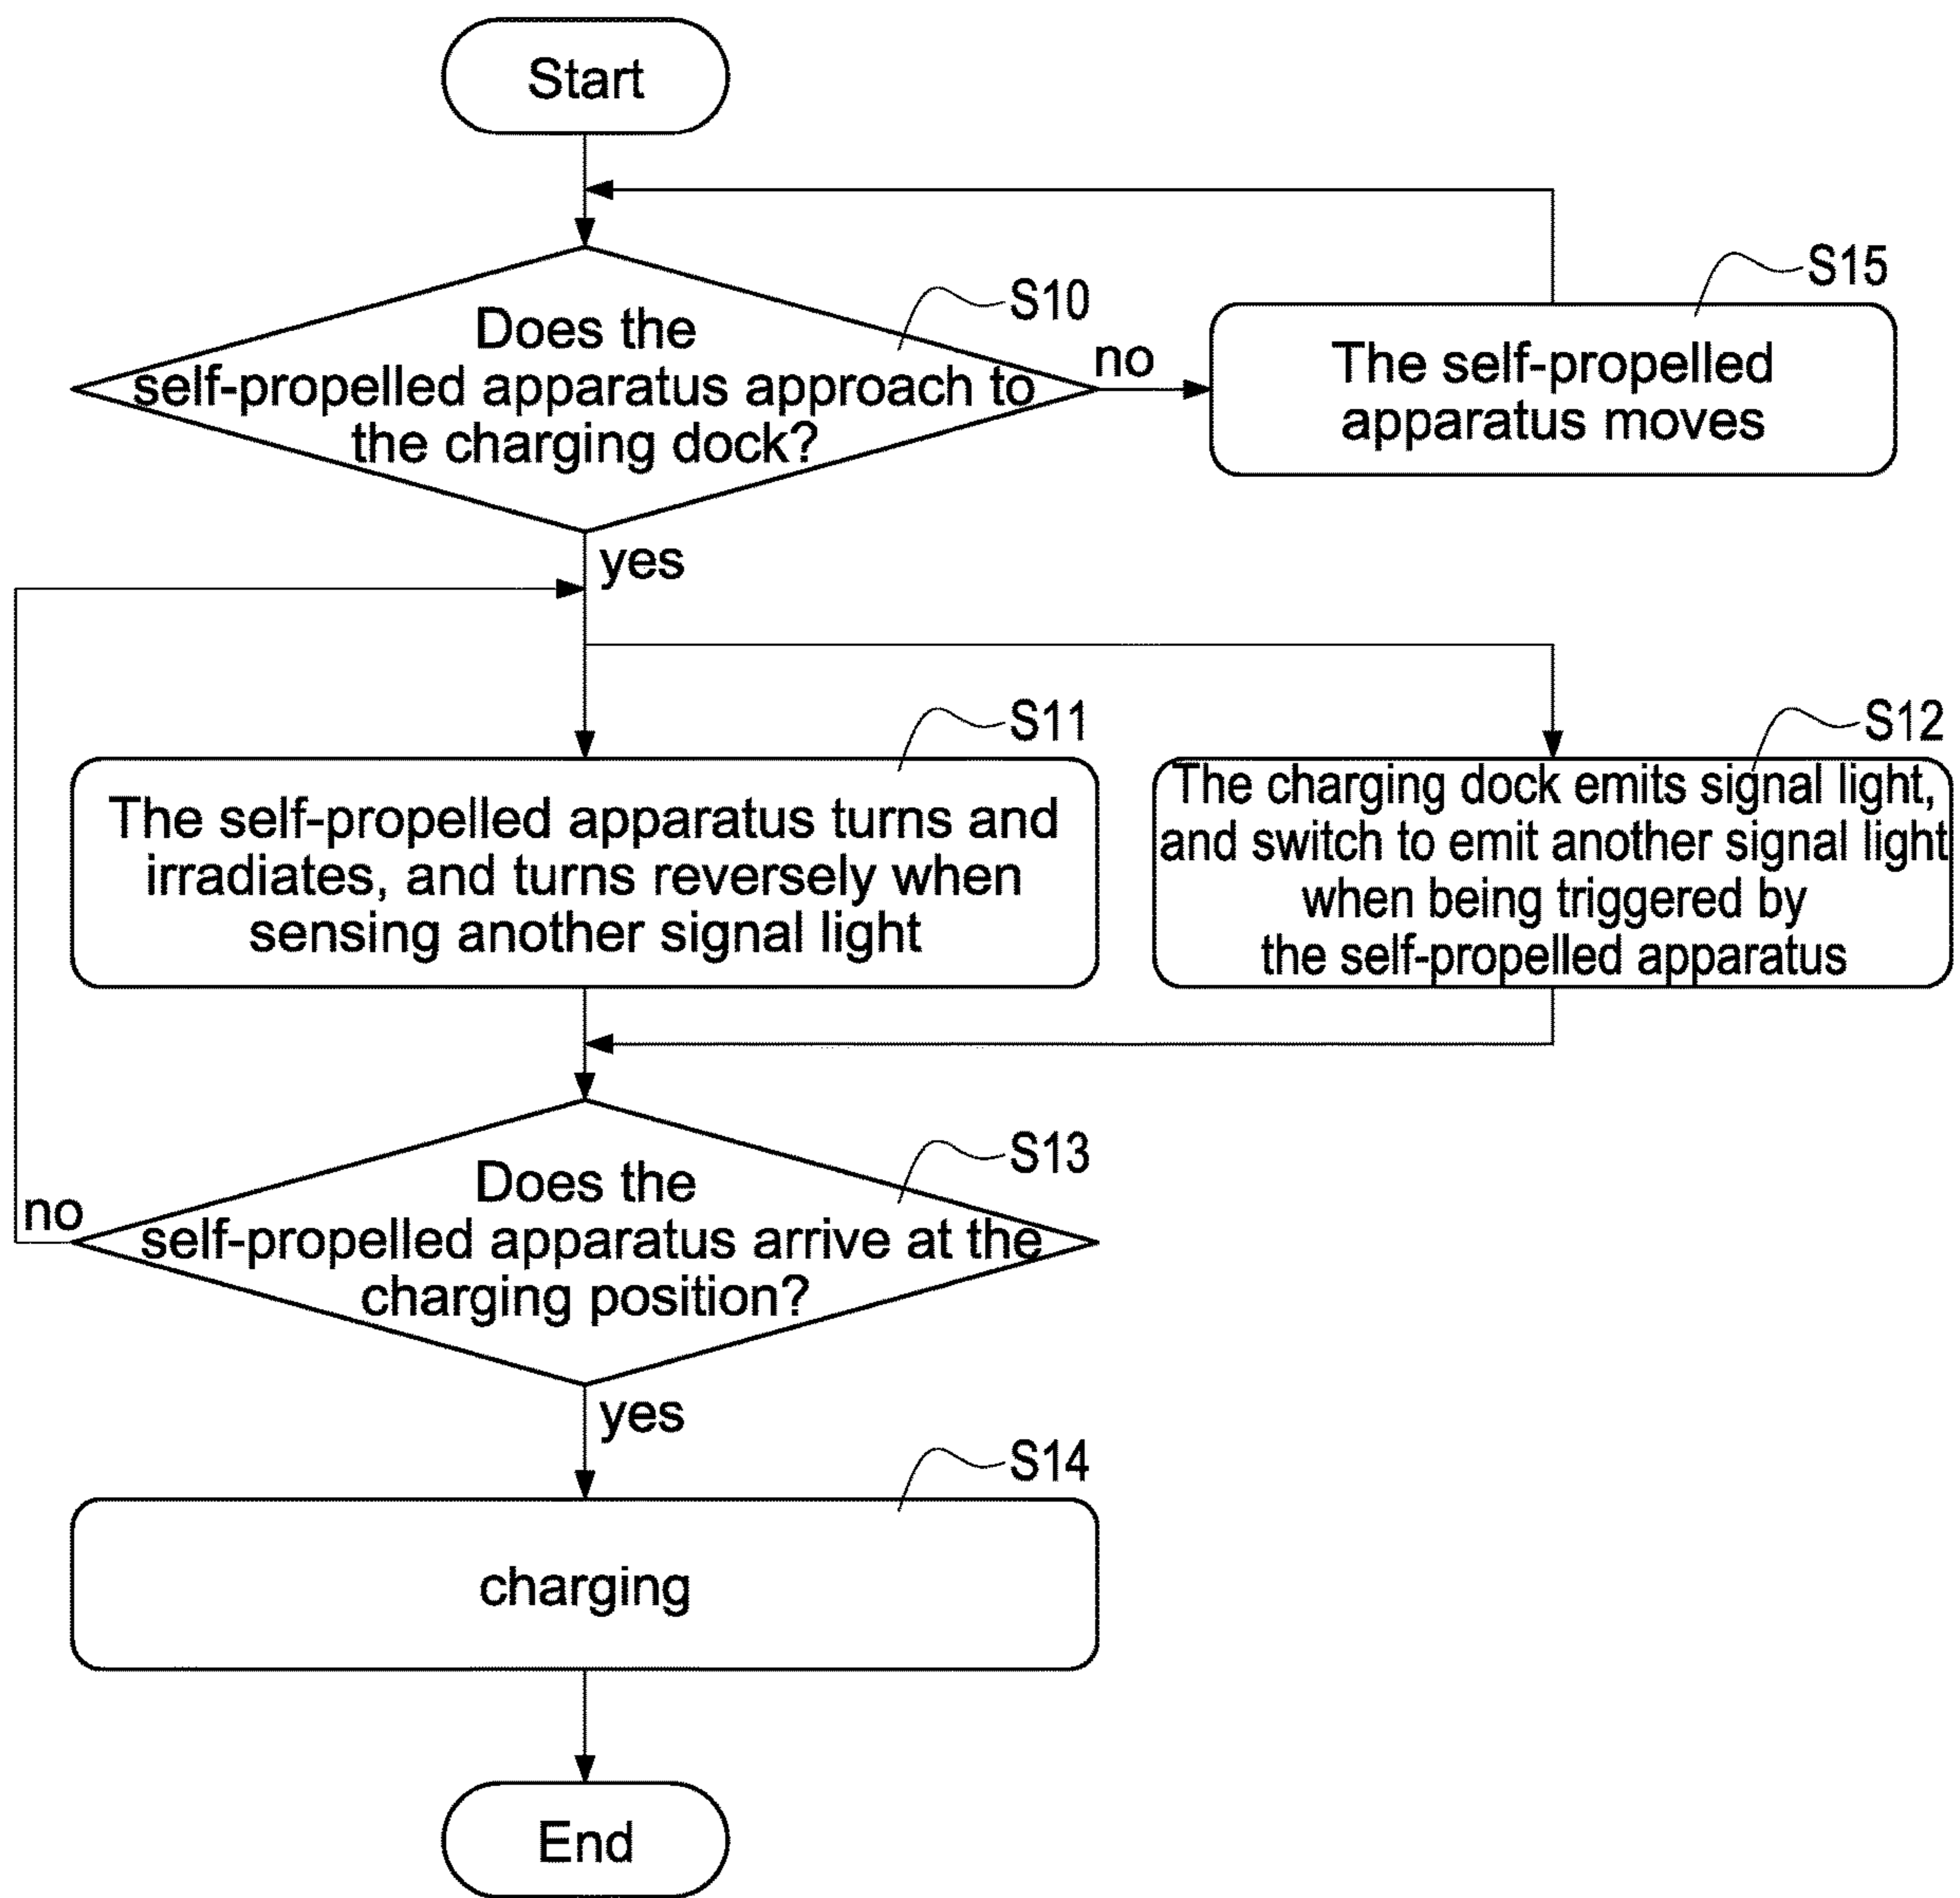 Start
S10
Does the
self-propelled apparatus approach to
the charging dock?
no
S15
The self-propelled
apparatus moves
yes
S11
The self-propelled apparatus turns and
irradiates, and turns reversely when
sensing another signal light
S12
The charging dock emits signal light,
and switch to emit another signal light
when being triggered by
the self-propelled apparatus
S13
Does the
self-propelled apparatus arrive at the
charging position?
no
yes
S14
charging
End